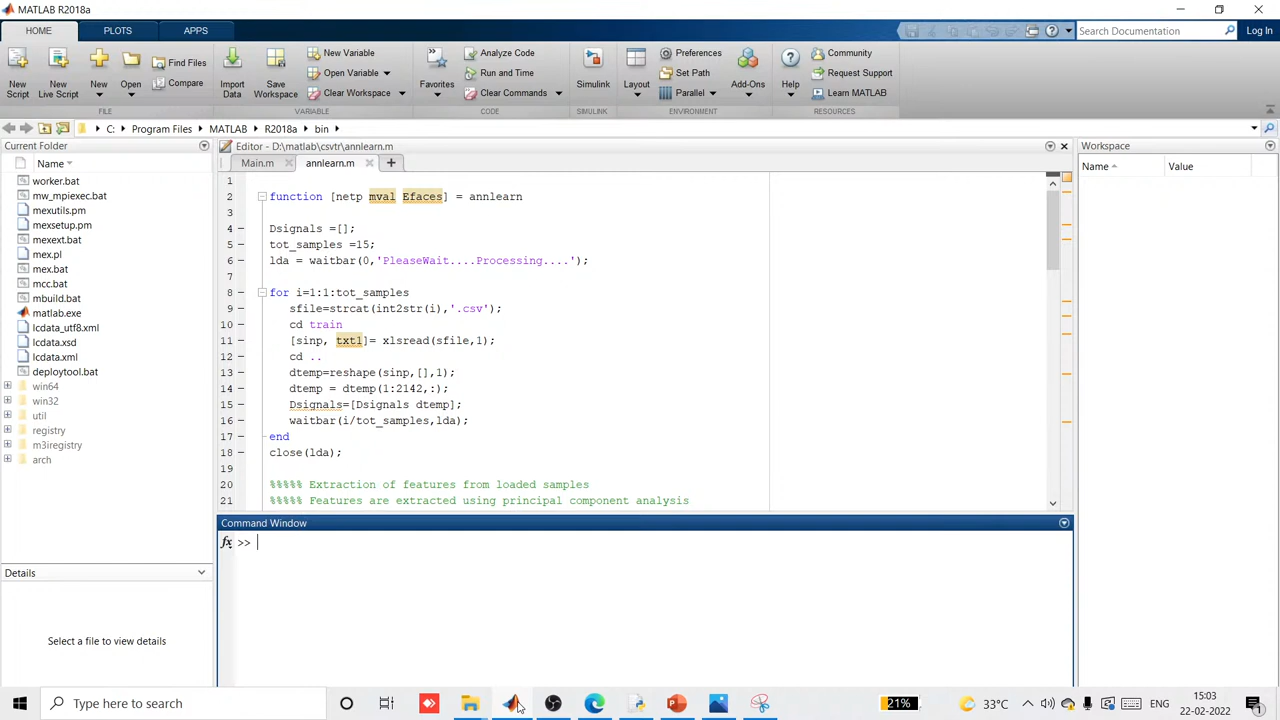 MATLAB R2018a
HOME PLOTS APPS
Search Documentation Log In
New Script
New Live Script
New
Open
Find Files
Compare
FILE
Import Data
Save Workspace
New Variable
Open Variable
Clear Workspace
VARIABLE
Favorites
Analyze Code
Run and Time
Clear Commands
CODE
Simulink
SIMULINK
Layout
Preferences
Set Path
Parallel
Add-Ons
ENVIRONMENT
Help
Community
Request Support
Learn MATLAB
RESOURCES
C: Program Files MATLAB R2018a bin
Current Folder
Name
worker.bat
mw_mpiexec.bat
mexutils.pm
mexsetup.pm
mexext.bat
mex.pl
mex.bat
mcc.bat
mbuild.bat
matlab.exe
lcdata_utf8.xml
lcdata.xsd
lcdata.xml
deploytool.bat
win64
win32
util
registry
m3iregistry
arch
Details
Select a file to view details
Editor - D:\matlab\csvtr\annlearn.m
Main.m annlearn.m
1
2 function [netp mval Efaces] = annlearn
3
4 Dsignals =[];
5 tot_samples =15;
6 lda = waitbar(0,'PleaseWait....Processing....');
7
8 for i=1:1:tot_samples
9 sfile=strcat(int2str(i),'.csv');
10 cd train
11 [sinp, txt1]= xlsread(sfile,1);
12 cd ..
13 dtemp=reshape(sinp,[],1);
14 dtemp = dtemp(1:2142,:);
15 Dsignals=[Dsignals dtemp];
16 waitbar(i/tot_samples,lda);
17 end
18 close(lda);
19
20 %%%%% Extraction of features from loaded samples
21 %%%%% Features are extracted using principal component analysis
Command Window
fx >>
Workspace
Name Value
Type here to search
21%
33°C
ENG
15:03
22-02-2022
1